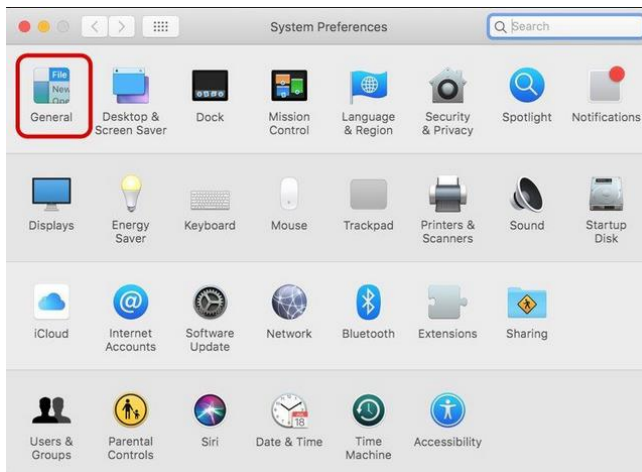 System Preferences
Search
File
New
Ope
General
Desktop &
Screen Saver
Dock
Mission
Control
Language
& Region
Security
& Privacy
Spotlight
Notifications
Displays
Energy
Saver
Keyboard
Mouse
Trackpad
Printers &
Scanners
Sound
Startup
Disk
iCloud
Internet
Accounts
Software
Update
Network
Bluetooth
Extensions
Sharing
Users &
Groups
Parental
Controls
Siri
18
Date & Time
Time
Machine
Accessibility